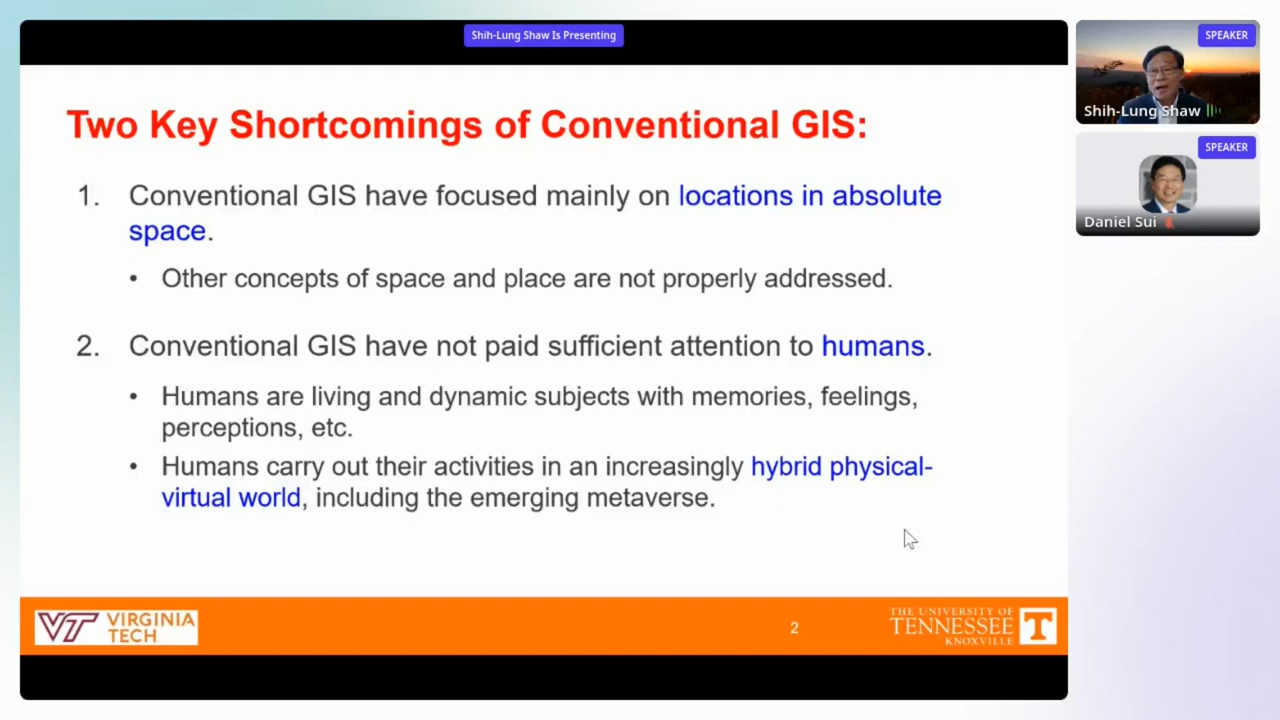 Shih-Lung Shaw Is Presenting
SPEAKER
Shih-Lung Shaw
SPEAKER
Daniel Sui
Two Key Shortcomings of Conventional GIS:
1. Conventional GIS have focused mainly on locations in absolute
space.
• Other concepts of space and place are not properly addressed.
2. Conventional GIS have not paid sufficient attention to humans.
• Humans are living and dynamic subjects with memories, feelings,
perceptions, etc.
• Humans carry out their activities in an increasingly hybrid physical-
virtual world, including the emerging metaverse.
VT VIRGINIA
TECH
2
THE UNIVERSITY OF
TENNESSEE
KNOXVILLE
T